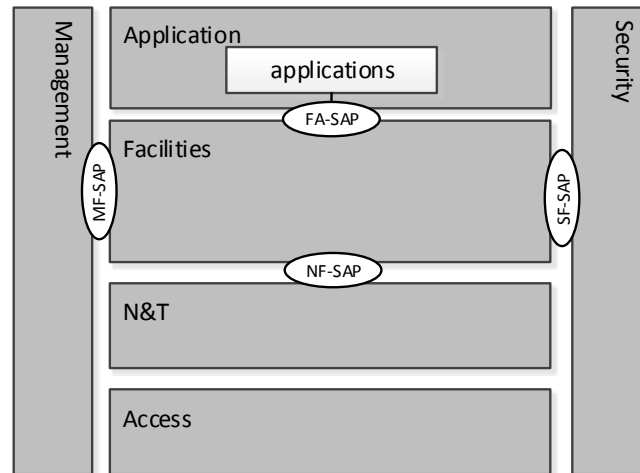 Management
Application
applications
FA-SAP
Facilities
MF-SAP
SF-SAP
NF-SAP
N&T
Access
Security